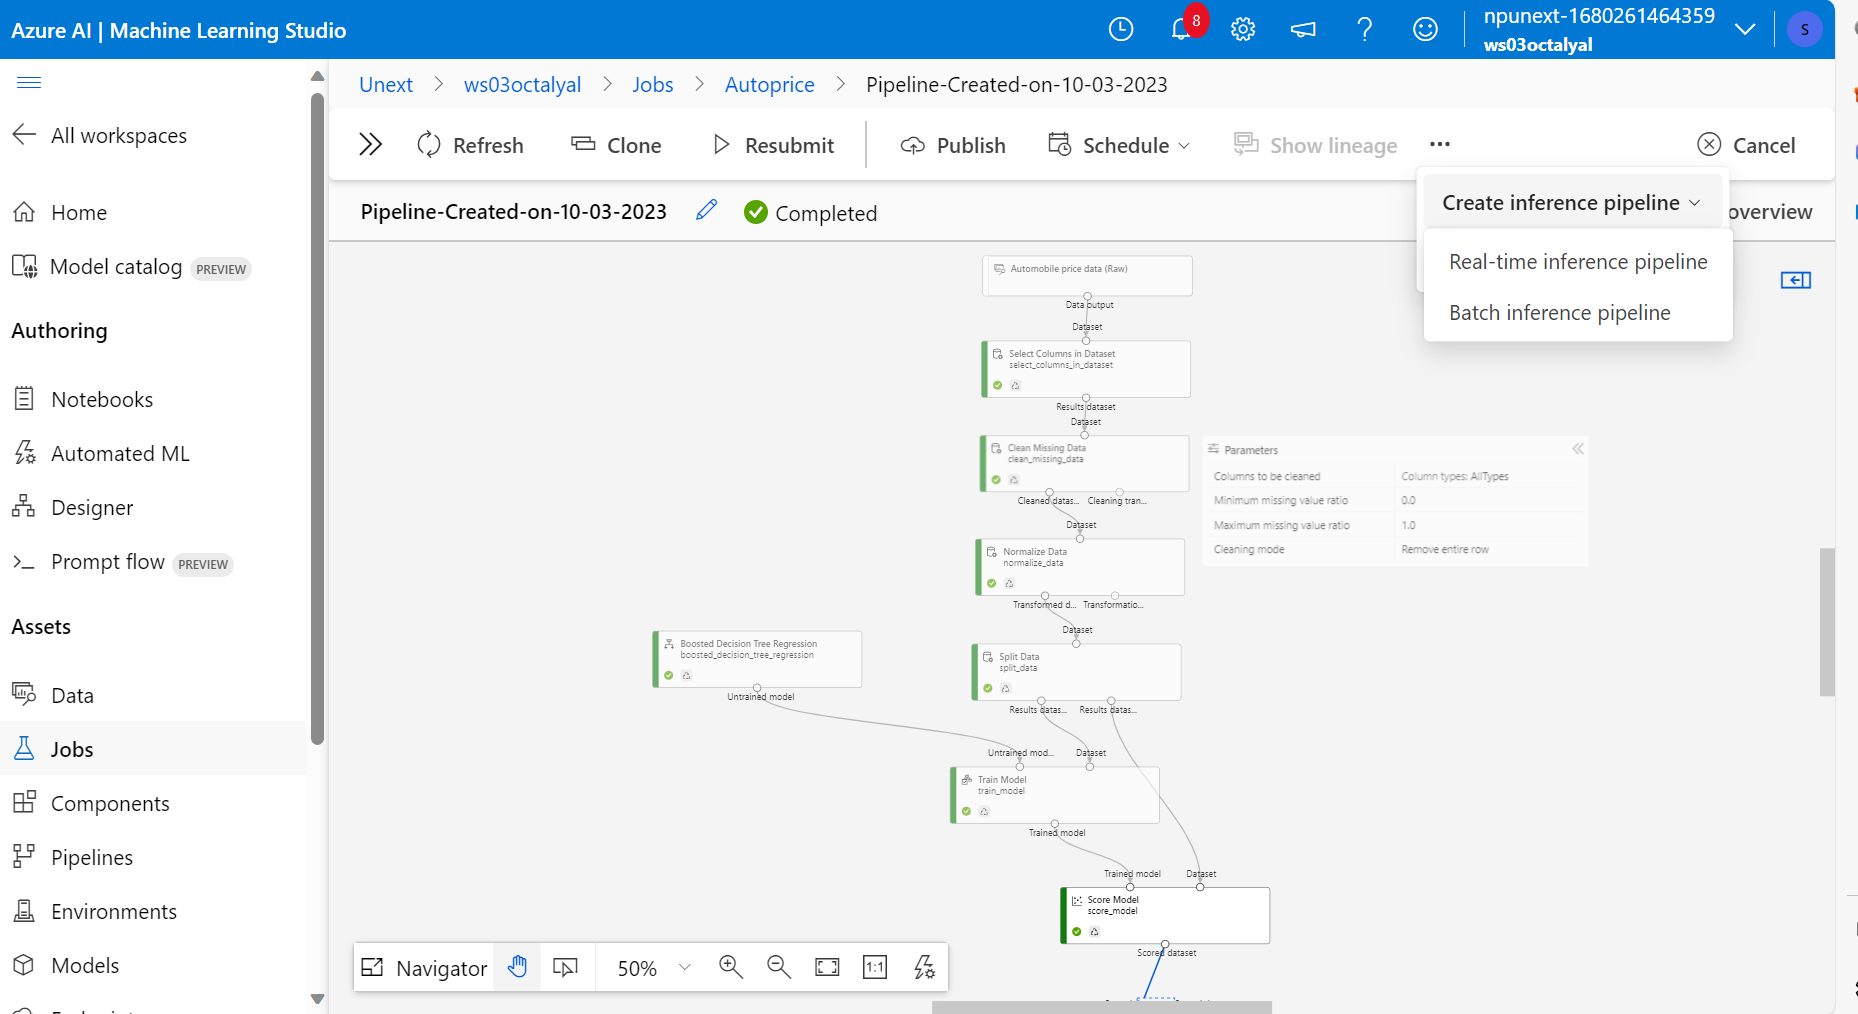 Azure AI | Machine Learning Studio
8
npunext-1680261464359
ws03octalyal
S
Unext > ws03octalyal > Jobs > Autoprice > Pipeline-Created-on-10-03-2023
All workspaces
Refresh
Clone
Resubmit
Publish
Schedule
Show lineage
...
Cancel
Pipeline-Created-on-10-03-2023
Completed
Create inference pipeline
overview
Real-time inference pipeline
Batch inference pipeline
Home
Model catalog PREVIEW
Authoring
Notebooks
Automated ML
Designer
Prompt flow PREVIEW
Assets
Data
Jobs
Components
Pipelines
Environments
Models
Automobile price data (Raw)
Data output
Dataset
Select Columns in Dataset
select_columns_in_dataset
Results dataset
Dataset
Clean Missing Data
clean_missing_data
Cleaned datas... Cleaning tran...
Parameters
Columns to be cleaned Column types: AllTypes
Minimum missing value ratio 0.0
Maximum missing value ratio 1.0
Cleaning mode Remove entire row
Dataset
Normalize Data
normalize_data
Transformed d... Transformatio...
Dataset
Boosted Decision Tree Regression
boosted_decision_tree_regression
Untrained model
Split Data
split_data
Results datas... Results datas...
Untrained mod... Dataset
Train Model
train_model
Trained model
Trained model Dataset
Score Model
score_model
Scored dataset
Navigator
50%
1:1